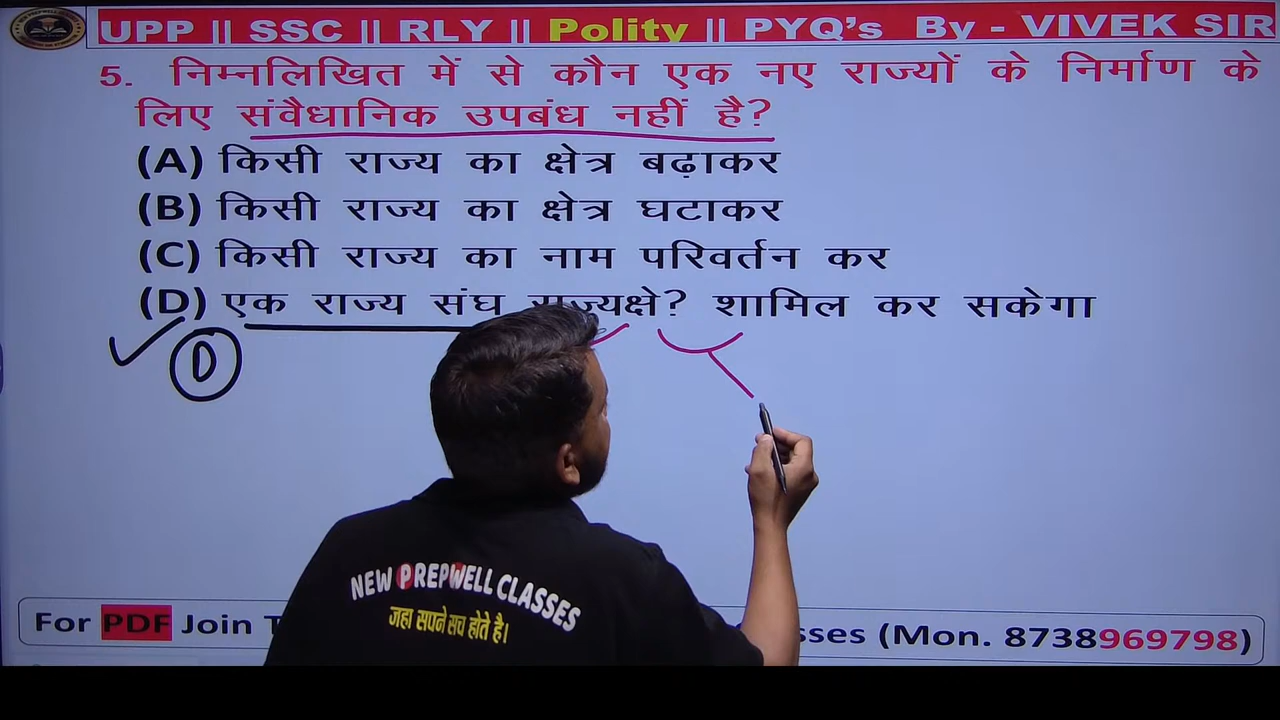 UPP || SSC || RLY || Polity || PYQ's By - VIVEK SIR
5. निम्नलिखित में से कौन एक नए राज्यों के निर्माण के
लिए संवैधानिक उपबंध नहीं है?
(A) किसी राज्य का क्षेत्र बढ़ाकर
(B) किसी राज्य का क्षेत्र घटाकर
(C) किसी राज्य का नाम परिवर्तन कर
(D) एक राज्य संघ राज्यक्षे? शामिल कर सकेगा
D
NEW PREPWELL CLASSES
जहा सपने सच होते है।
For PDF Join (Mon. 8738969798)